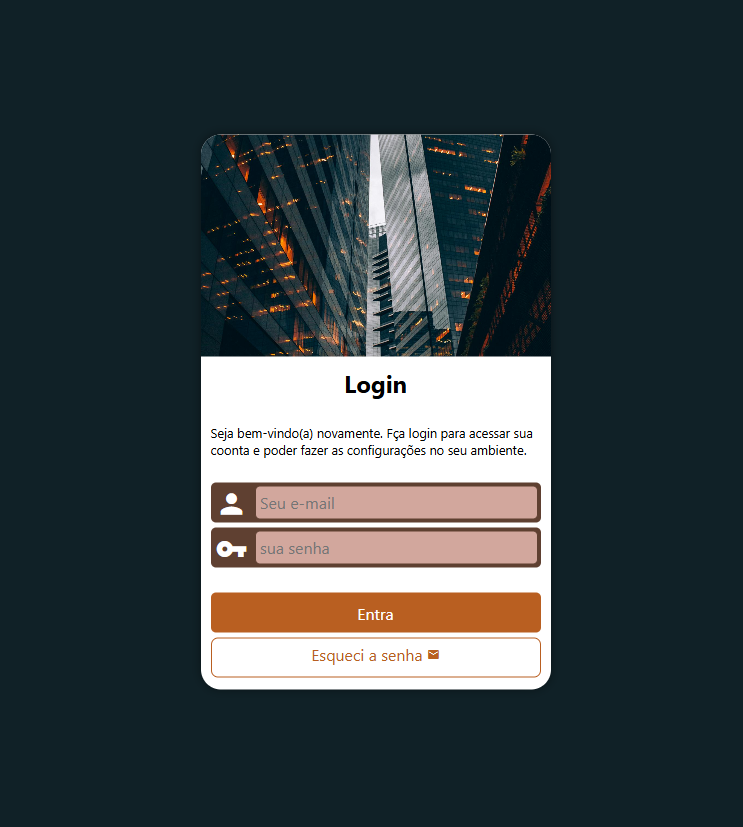 Login
Seja bem-vindo(a) novamente. Fça login para acessar sua
coonta e poder fazer as configurações no seu ambiente.
Seu e-mail
sua senha
Entra
Esqueci a senha